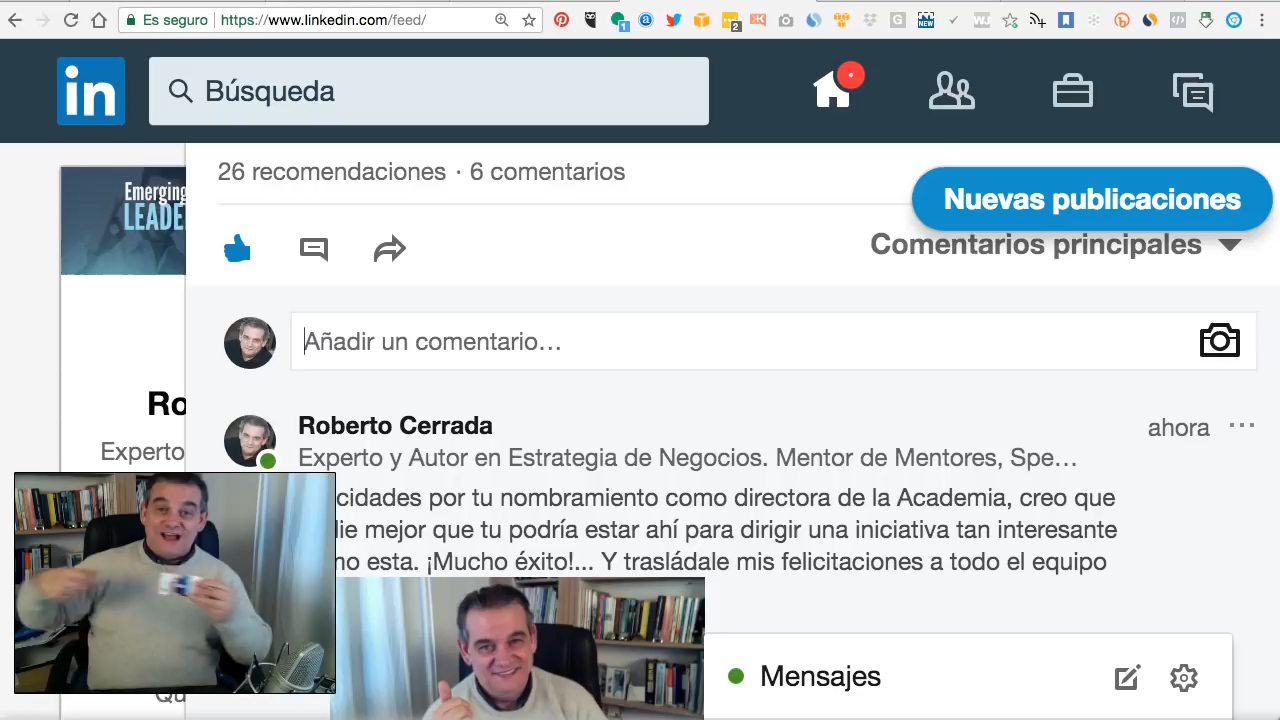 Es seguro https://www.linkedin.com/feed/
in Búsqueda
26 recomendaciones · 6 comentarios
Nuevas publicaciones
Comentarios principales
Emerging
LEADE
Añadir un comentario…
Ro
Experto
Roberto Cerrada
ahora
Experto y Autor en Estrategia de Negocios. Mentor de Mentores, Spe…
cidades por tu nombramiento como directora de la Academia, creo que
lie mejor que tu podría estar ahí para dirigir una iniciativa tan interesante
no esta. ¡Mucho éxito!... Y trasládale mis felicitaciones a todo el equipo
Mensajes